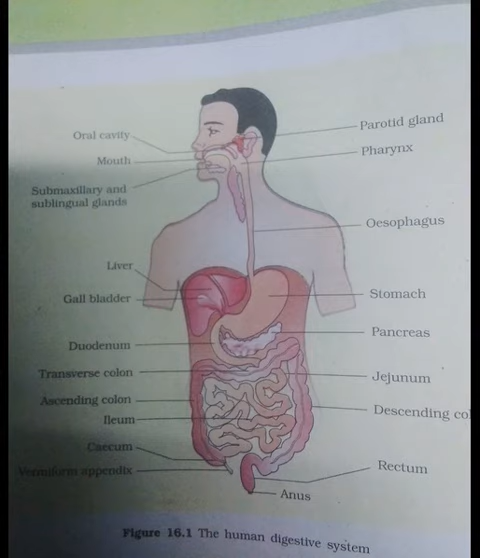 Oral cavity
Mouth
Submaxillary and
sublingual glands
Liver
Gall bladder
Duodenum
Transverse colon
Ascending colon
Ileum
Caecum
Vermiform appendix
Parotid gland
Pharynx
Oesophagus
Stomach
Pancreas
Jejunum
Descending co
Rectum
Anus
Figure 16.1 The human digestive system